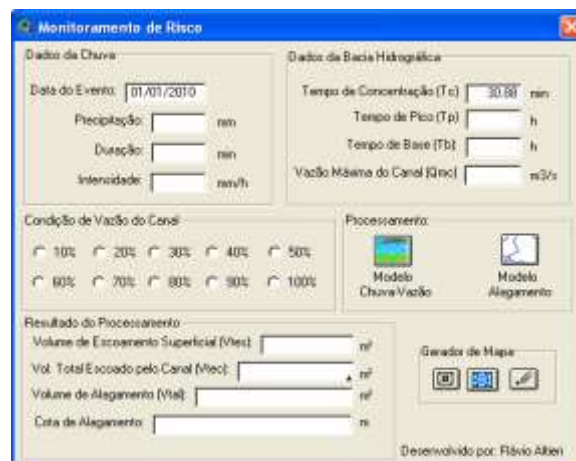 Monitoramento de Risco
Dados da Chuva
Data do Evento: 01/01/2010
Precipitação: mm
Duração: min
Intensidade: mm/h
Dados da Bacia Hidrográfica
Tempo de Concentração (Tc) 30.88 min
Tempo de Pico (Tp) h
Tempo de Base (Tb) h
Vazão Máxima do Canal (Qmc) m3/s
Condição de Vazão do Canal
10% 20% 30% 40% 50%
60% 70% 80% 90% 100%
Processamento:
Modelo
Chuva-Vazão
Modelo
Alagamento
Resultado do Processamento
Volume de Escoamento Superficial (Vtes): m³
Vol. Total Escoado pelo Canal (Vtec): m³
Volume de Alagamento (Vtal): m³
Cota de Alagamento: m
Gerador de Mapa
Desenvolvido por: Flávio Altieri